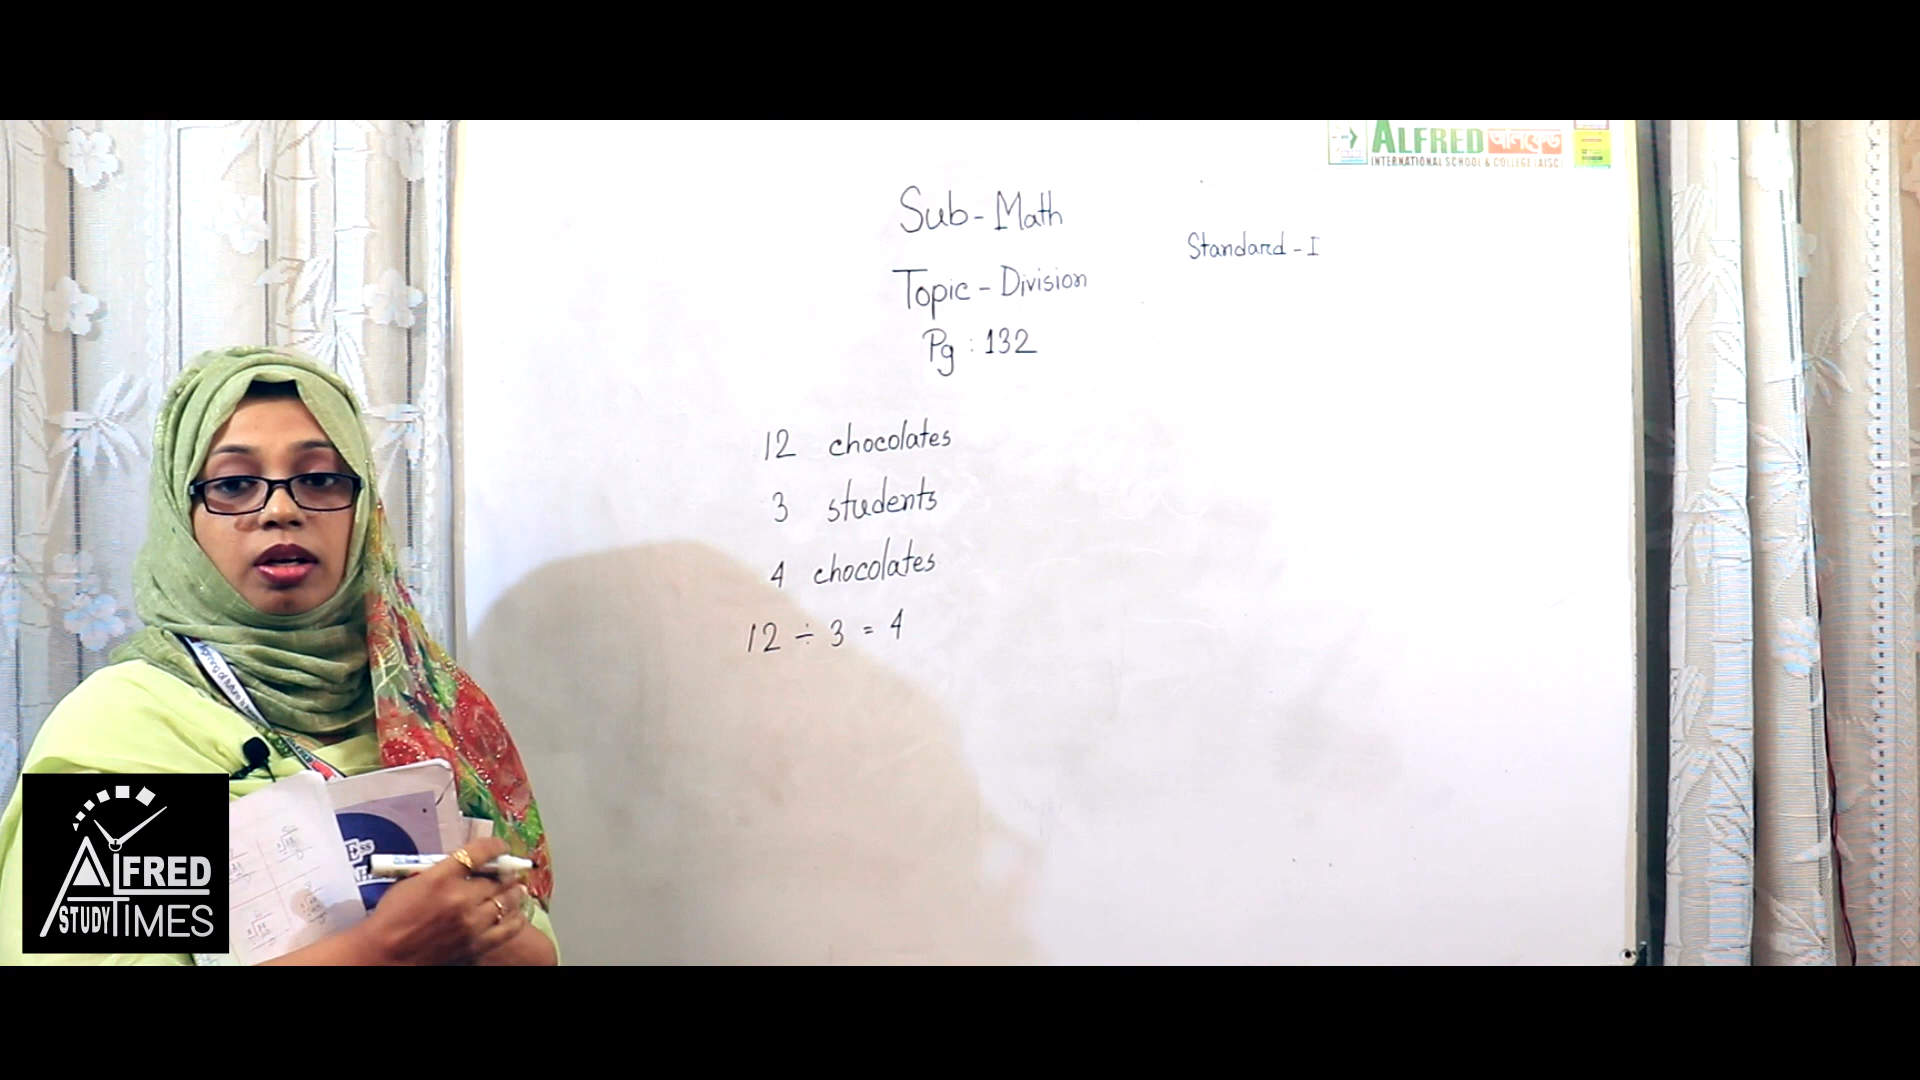 ALFRED আলফ্রেড
INTERNATIONAL SCHOOL & COLLEGE (AISC)
Sub - Math
Standard - I
Topic - Division
Pg : 132
12 chocolates
3 students
4 chocolates
12 ÷ 3 = 4
ALFRED
STUDY TIMES